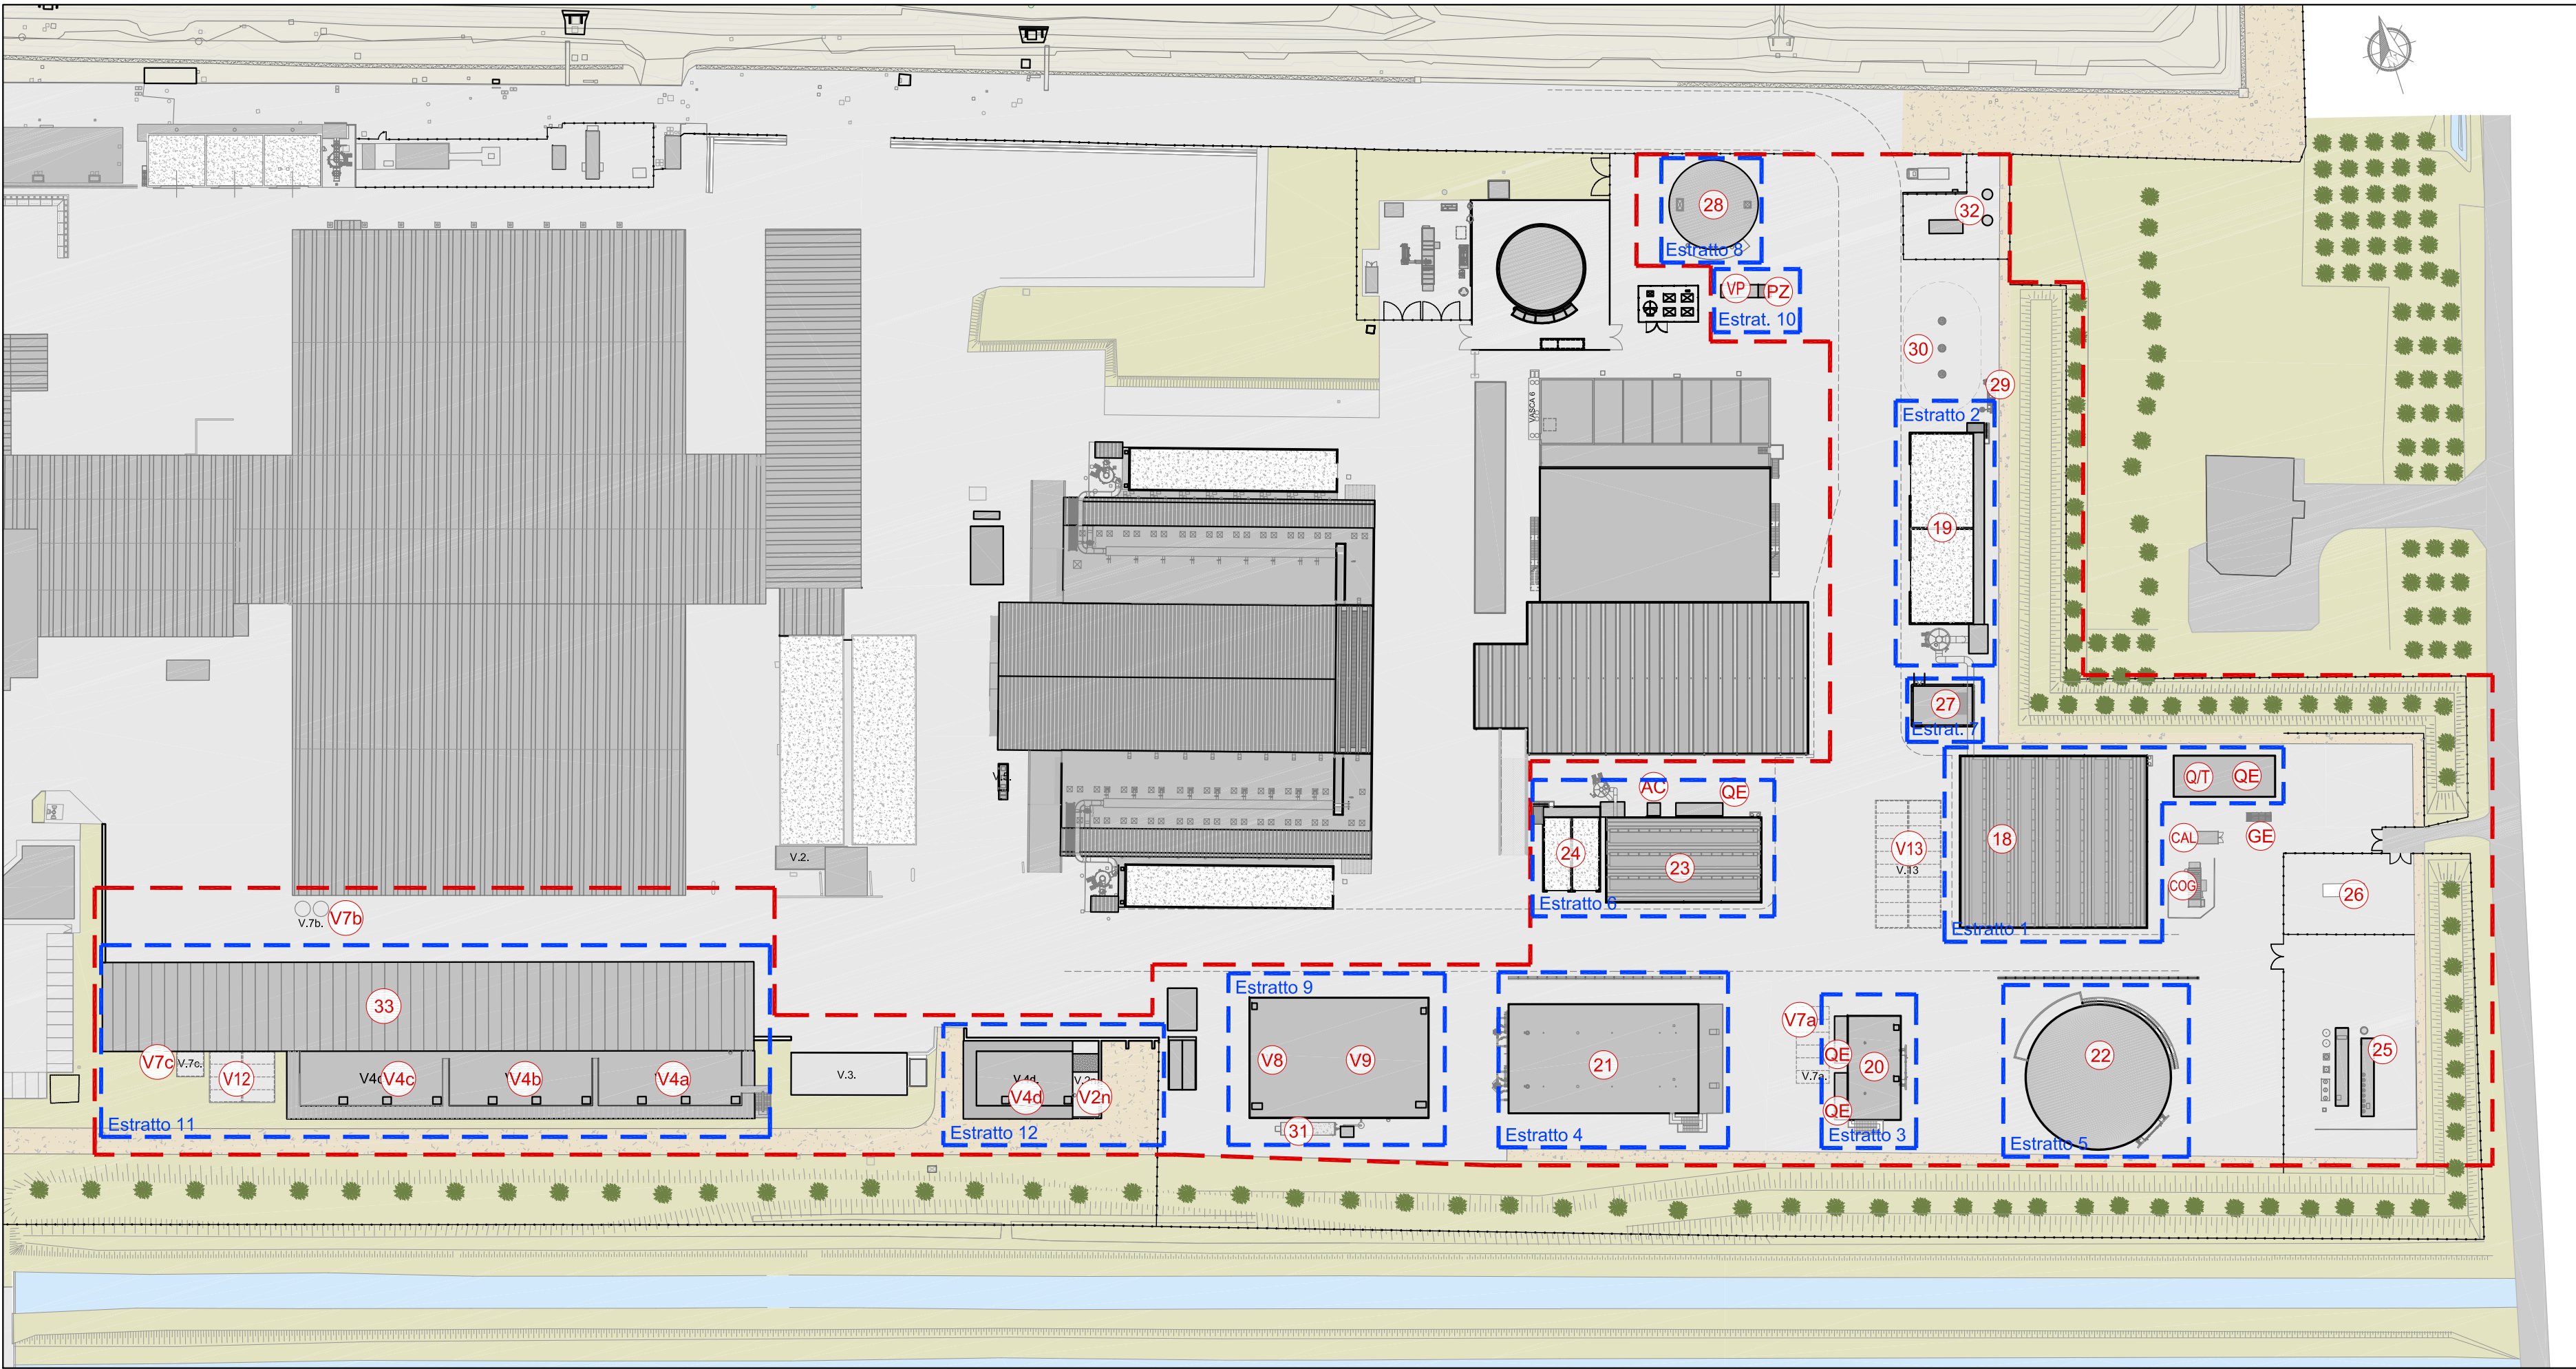 28
Estratto 8
32
VP
PZ
Estrat. 10
30
29
VASCA 6
Estratto 2
19
27
Estrat. 7
Q/T
QE
AC
QE
V13
V.13
18
CAL
GE
24
23
COG
26
Estratto 6
Estratto 1
V.2.
V7b
V.7b.
33
Estratto 9
V7a
V.7a.
V7c
V.7c.
V12
V4c
V4b
V4a
V.3.
V4d
V2n
V8
V9
21
QE
20
22
25
QE
31
Estratto 11
Estratto 12
Estratto 4
Estratto 3
Estratto 5